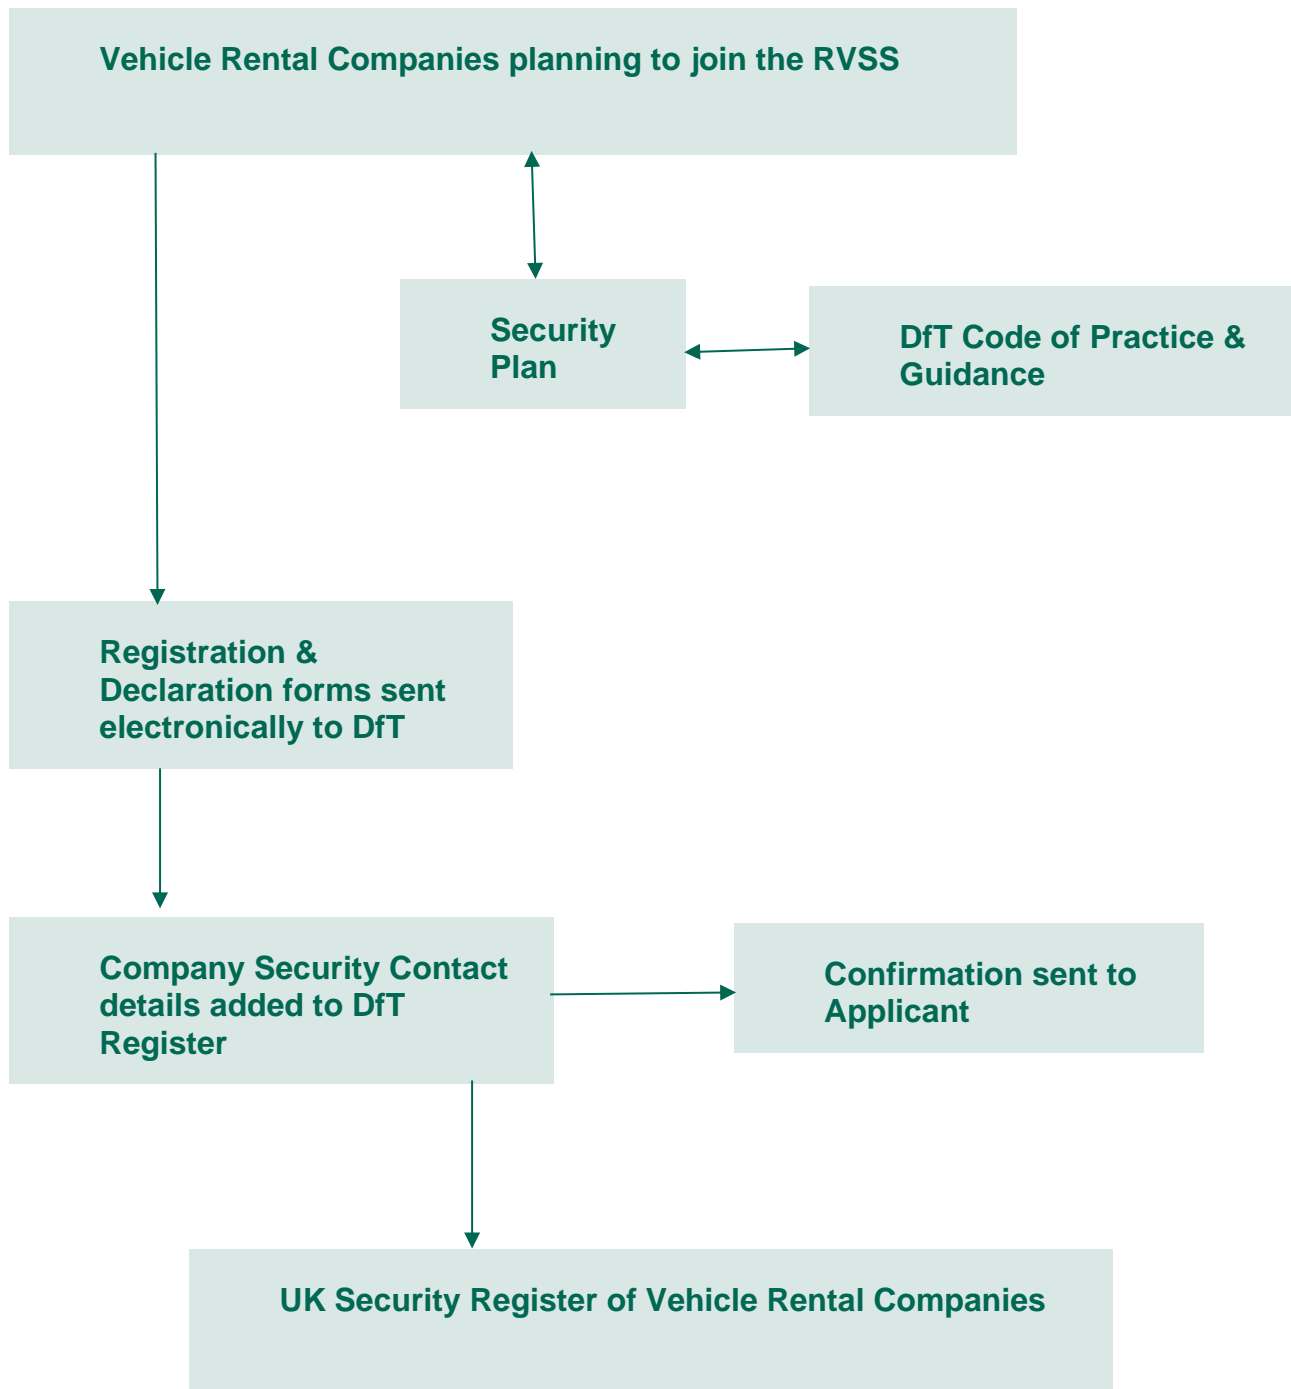 Vehicle Rental Companies planning to join the RVSS
Security
Plan
DfT Code of Practice &
Guidance
Registration &
Declaration forms sent
electronically to DfT
Company Security Contact
details added to DfT
Register
Confirmation sent to
Applicant
UK Security Register of Vehicle Rental Companies